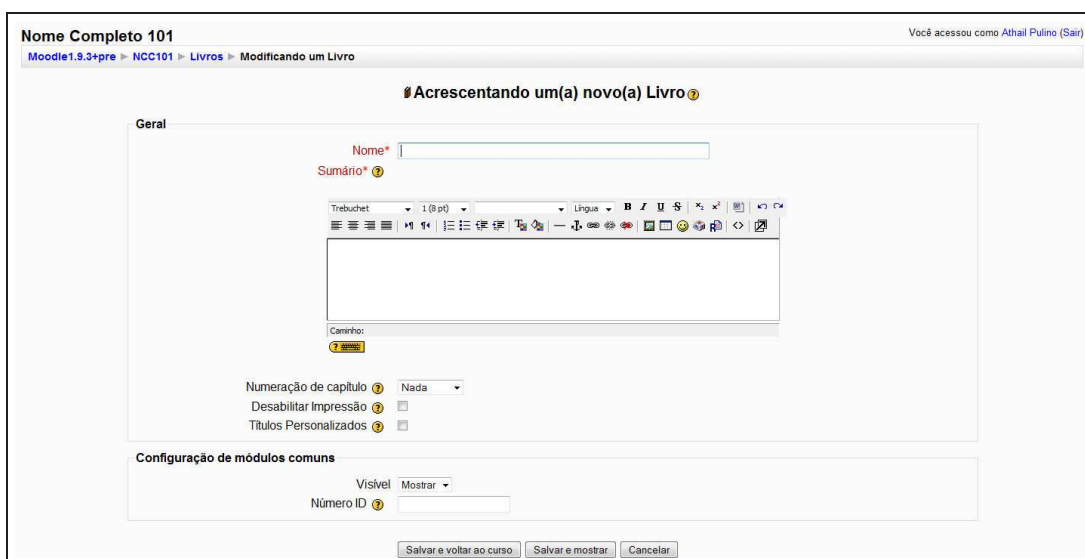 Nome Completo 101
Você acessou como Athail Pulino (Sair)
Moodle1.9.3+pre ► NCC101 ► Livros ► Modificando um Livro
Acrescentando um(a) novo(a) Livro ?
Geral
Nome*
Sumário* ?
Trebuchet 1 (8 pt) Língua B I U S x₂ x²
Caminho:
?
Numeração de capítulo ? Nada
Desabilitar Impressão ?
Títulos Personalizados ?
Configuração de módulos comuns
Visível Mostrar
Número ID ?
Salvar e voltar ao curso Salvar e mostrar Cancelar